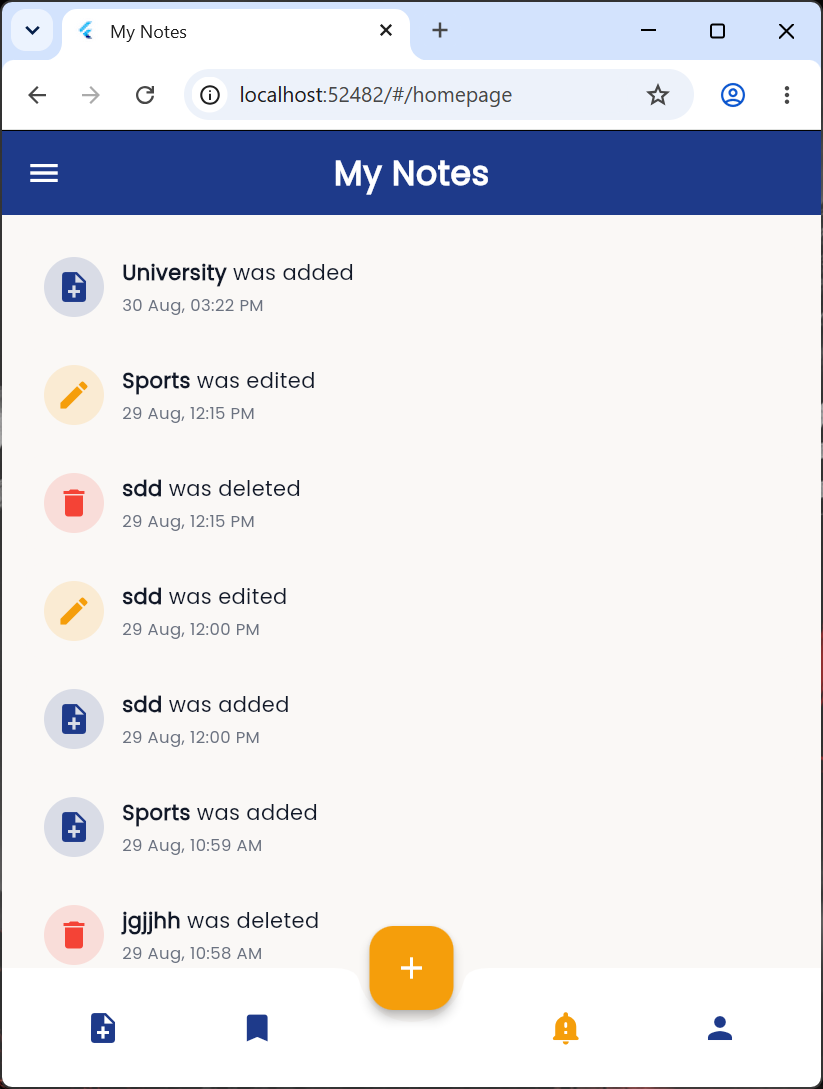 My Notes
localhost:52482/#/homepage
My Notes
University was added
30 Aug, 03:22 PM
Sports was edited
29 Aug, 12:15 PM
sdd was deleted
29 Aug, 12:15 PM
sdd was edited
29 Aug, 12:00 PM
sdd was added
29 Aug, 12:00 PM
Sports was added
29 Aug, 10:59 AM
jgjjhh was deleted
29 Aug, 10:58 AM